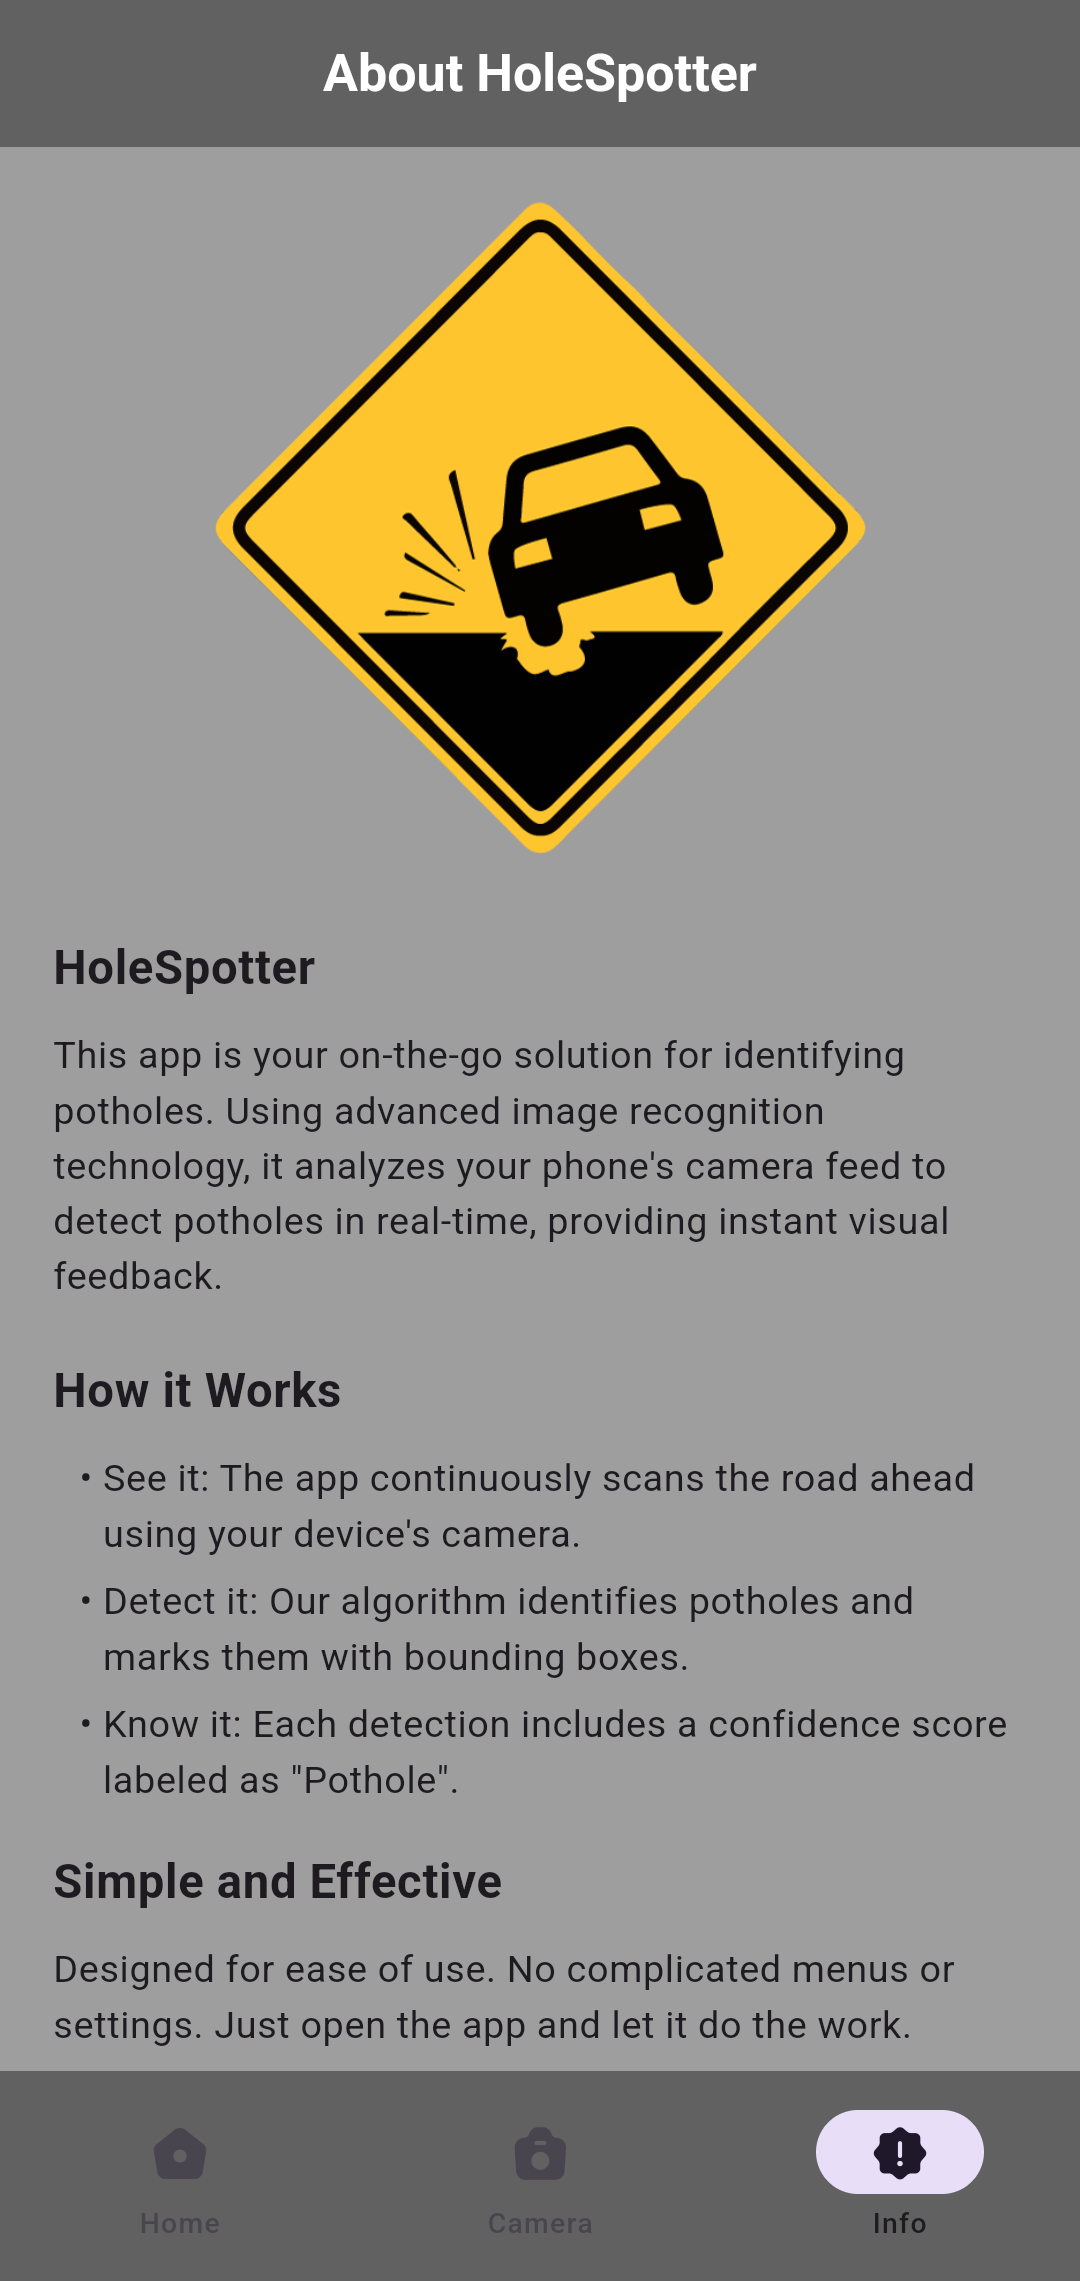 About HoleSpotter
HoleSpotter
This app is your on-the-go solution for identifying
potholes. Using advanced image recognition
technology, it analyzes your phone's camera feed to
detect potholes in real-time, providing instant visual
feedback.
How it Works
• See it: The app continuously scans the road ahead
using your device's camera.
• Detect it: Our algorithm identifies potholes and
marks them with bounding boxes.
• Know it: Each detection includes a confidence score
labeled as "Pothole".
Simple and Effective
Designed for ease of use. No complicated menus or
settings. Just open the app and let it do the work.
Home
Camera
Info